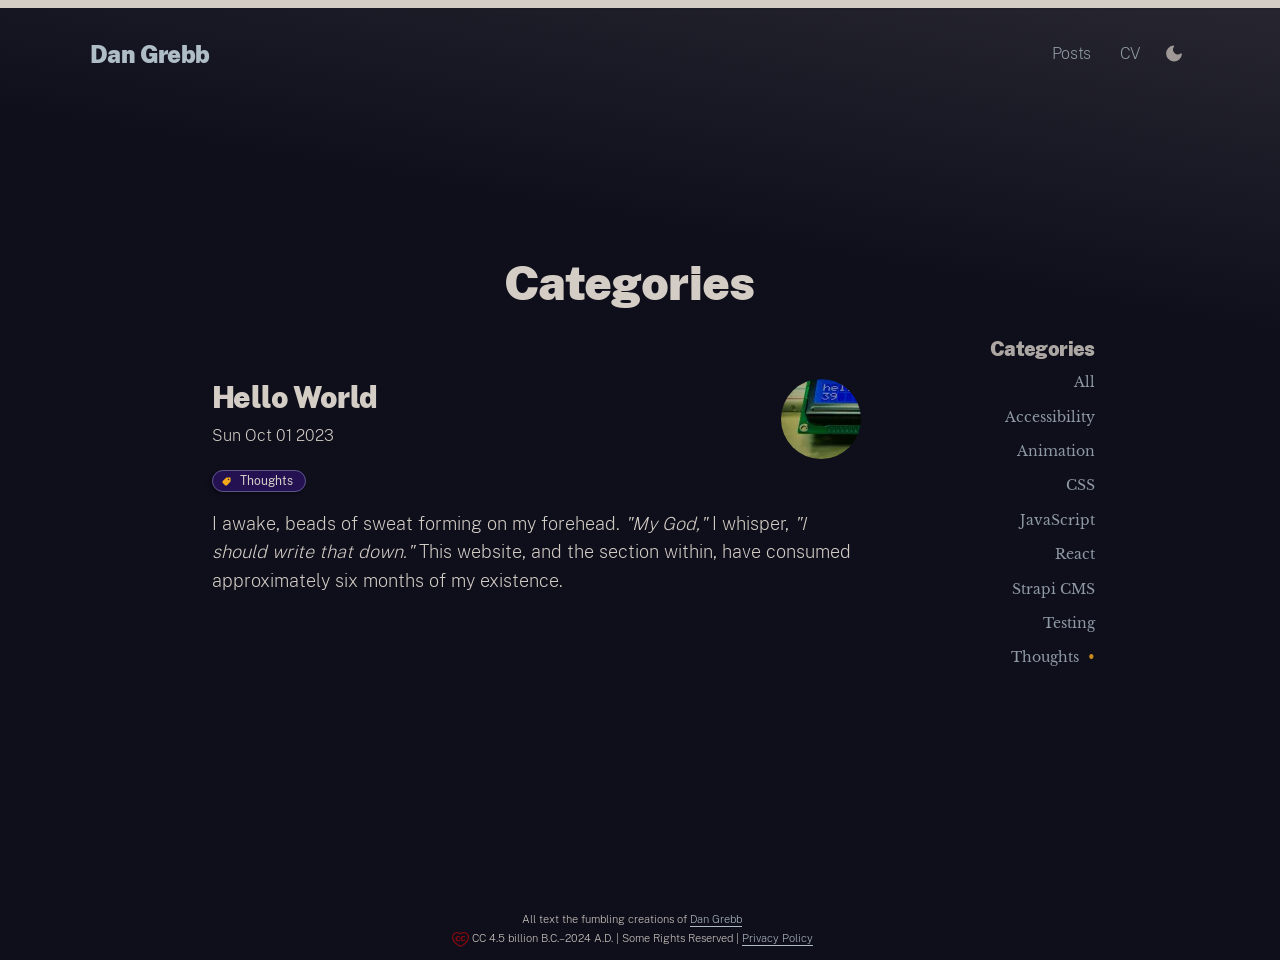 Dan Grebb
Posts
CV
Categories
Hello World
Sun Oct 01 2023
Thoughts
I awake, beads of sweat forming on my forehead. "My God," I whisper, "I
should write that down." This website, and the section within, have consumed
approximately six months of my existence.
Categories
All
Accessibility
Animation
CSS
JavaScript
React
Strapi CMS
Testing
Thoughts •
All text the fumbling creations of Dan Grebb
CC 4.5 billion B.C.–2024 A.D. | Some Rights Reserved | Privacy Policy